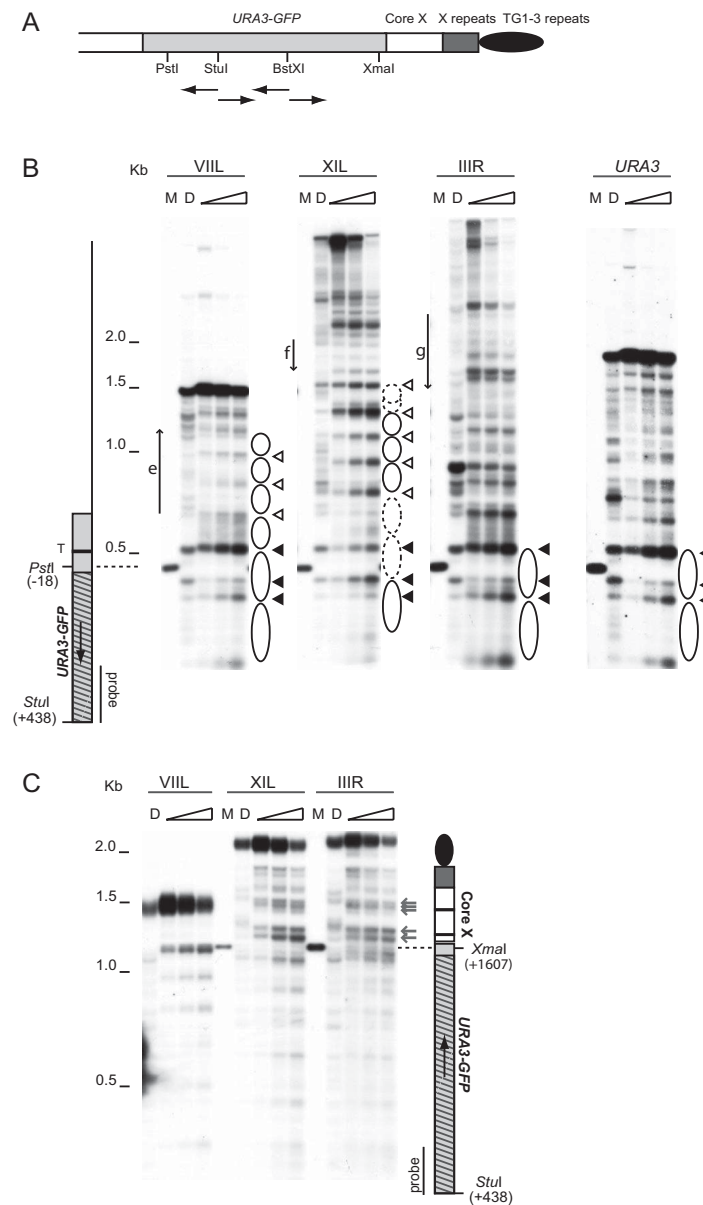 A
URA3-GFP
Core X
X repeats
TG1-3 repeats
PstI
StuI
BstXI
XmaI
B
Kb
VIIL
XIL
IIIR
URA3
M D
M D
M D
M D
2.0
1.5
1.0
0.5
e
f
g
T
PstI
(-18)
URA3-GFP
probe
StuI
(+438)
C
Kb
VIIL
XIL
IIIR
D
M D
M D
2.0
1.5
1.0
0.5
Core X
XmaI
(+1607)
URA3-GFP
probe
StuI
(+438)